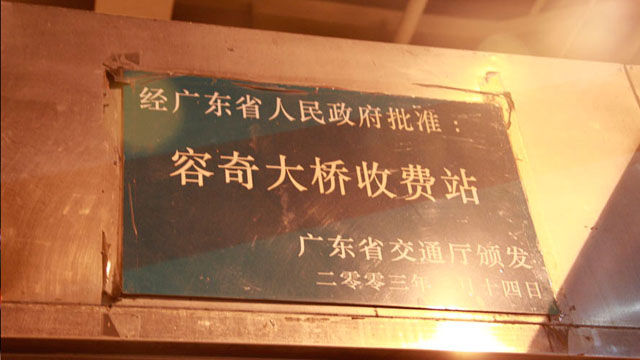 经广东省人民政府批准：
容奇大桥收费站
广东省交通厅颁发
二零零三年 月十四日